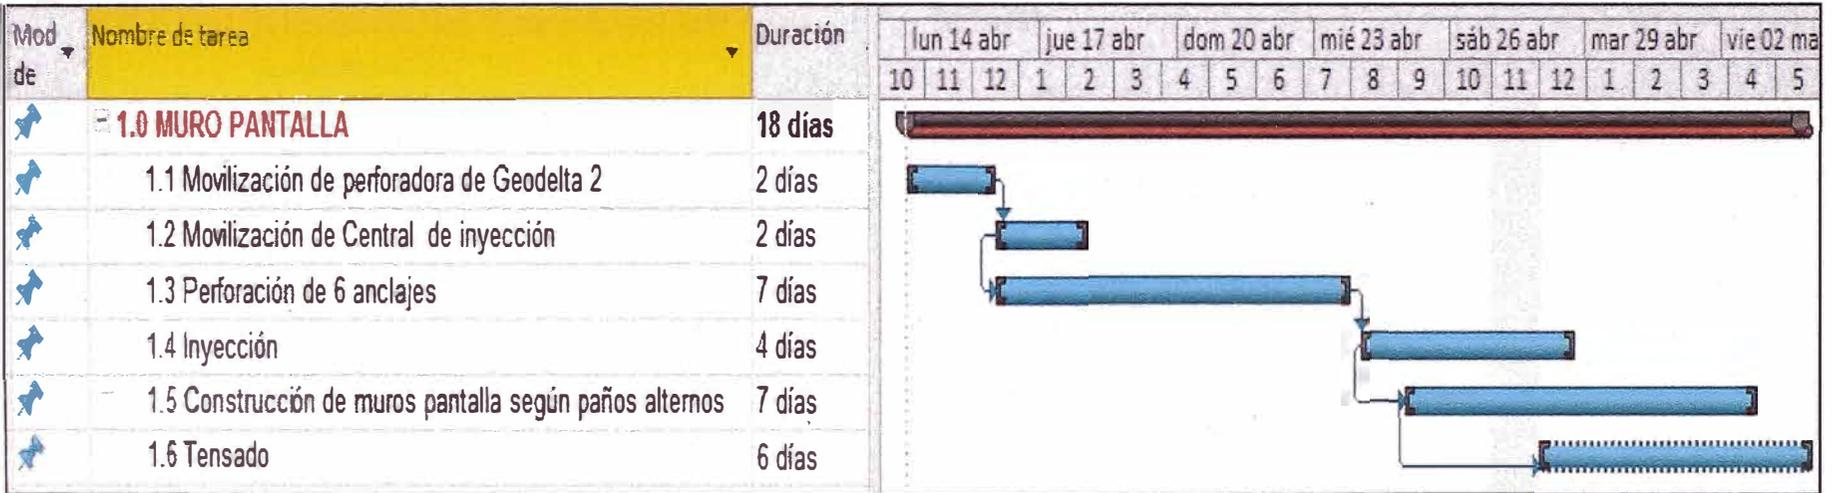 Mod de Nombre de tarea Duración
lun 14 abr jue 17 abr dom 20 abr mié 23 abr sáb 26 abr mar 29 abr vie 02 ma
10 11 12 1 2 3 4 5 6 7 8 9 10 11 12 1 2 3 4 5
1.0 MURO PANTALLA 18 días
1.1 Movilización de perforadora de Geodelta 2 2 días
1.2 Movilización de Central de inyección 2 días
1.3 Perforación de 6 anclajes 7 días
1.4 Inyección 4 días
1.5 Construcción de muros pantalla según paños alternos 7 días
1.6 Tensado 6 días